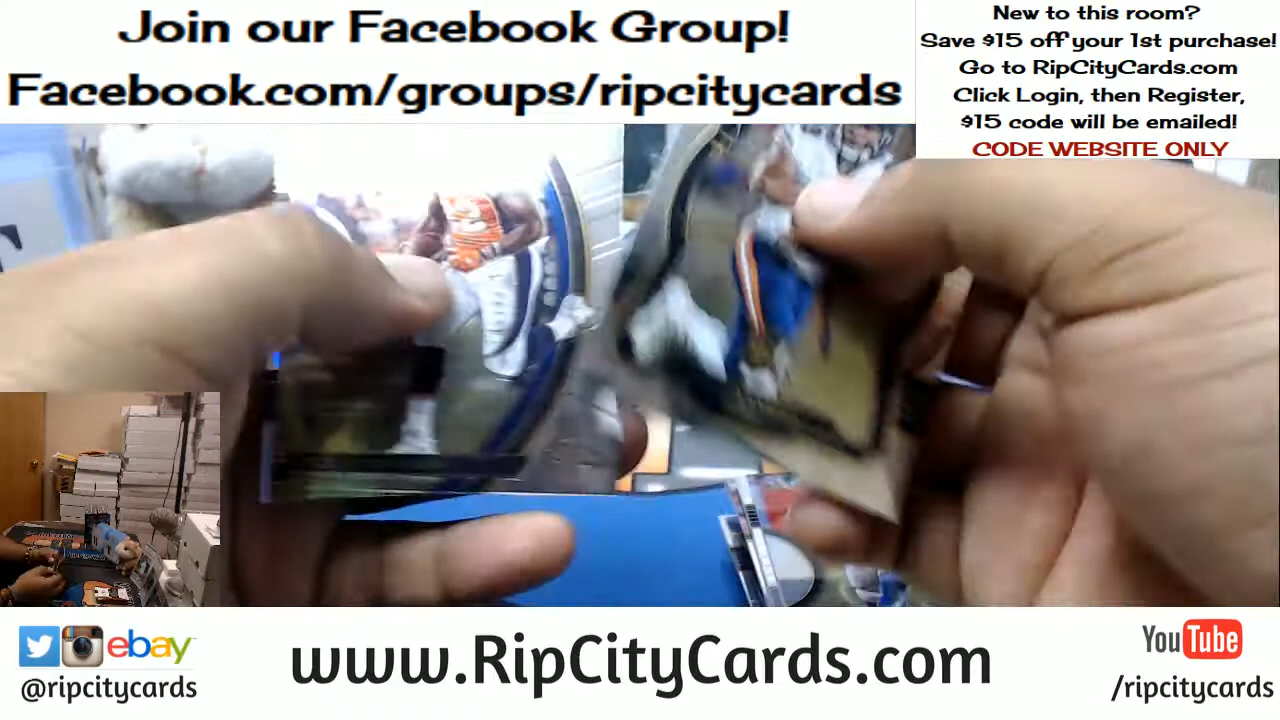 Join our Facebook Group!
Facebook.com/groups/ripcitycards
New to this room?
Save $15 off your 1st purchase!
Go to RipCityCards.com
Click Login, then Register,
$15 code will be emailed!
CODE WEBSITE ONLY
ebay
@ripcitycards
www.RipCityCards.com
YouTube
/ripcitycards